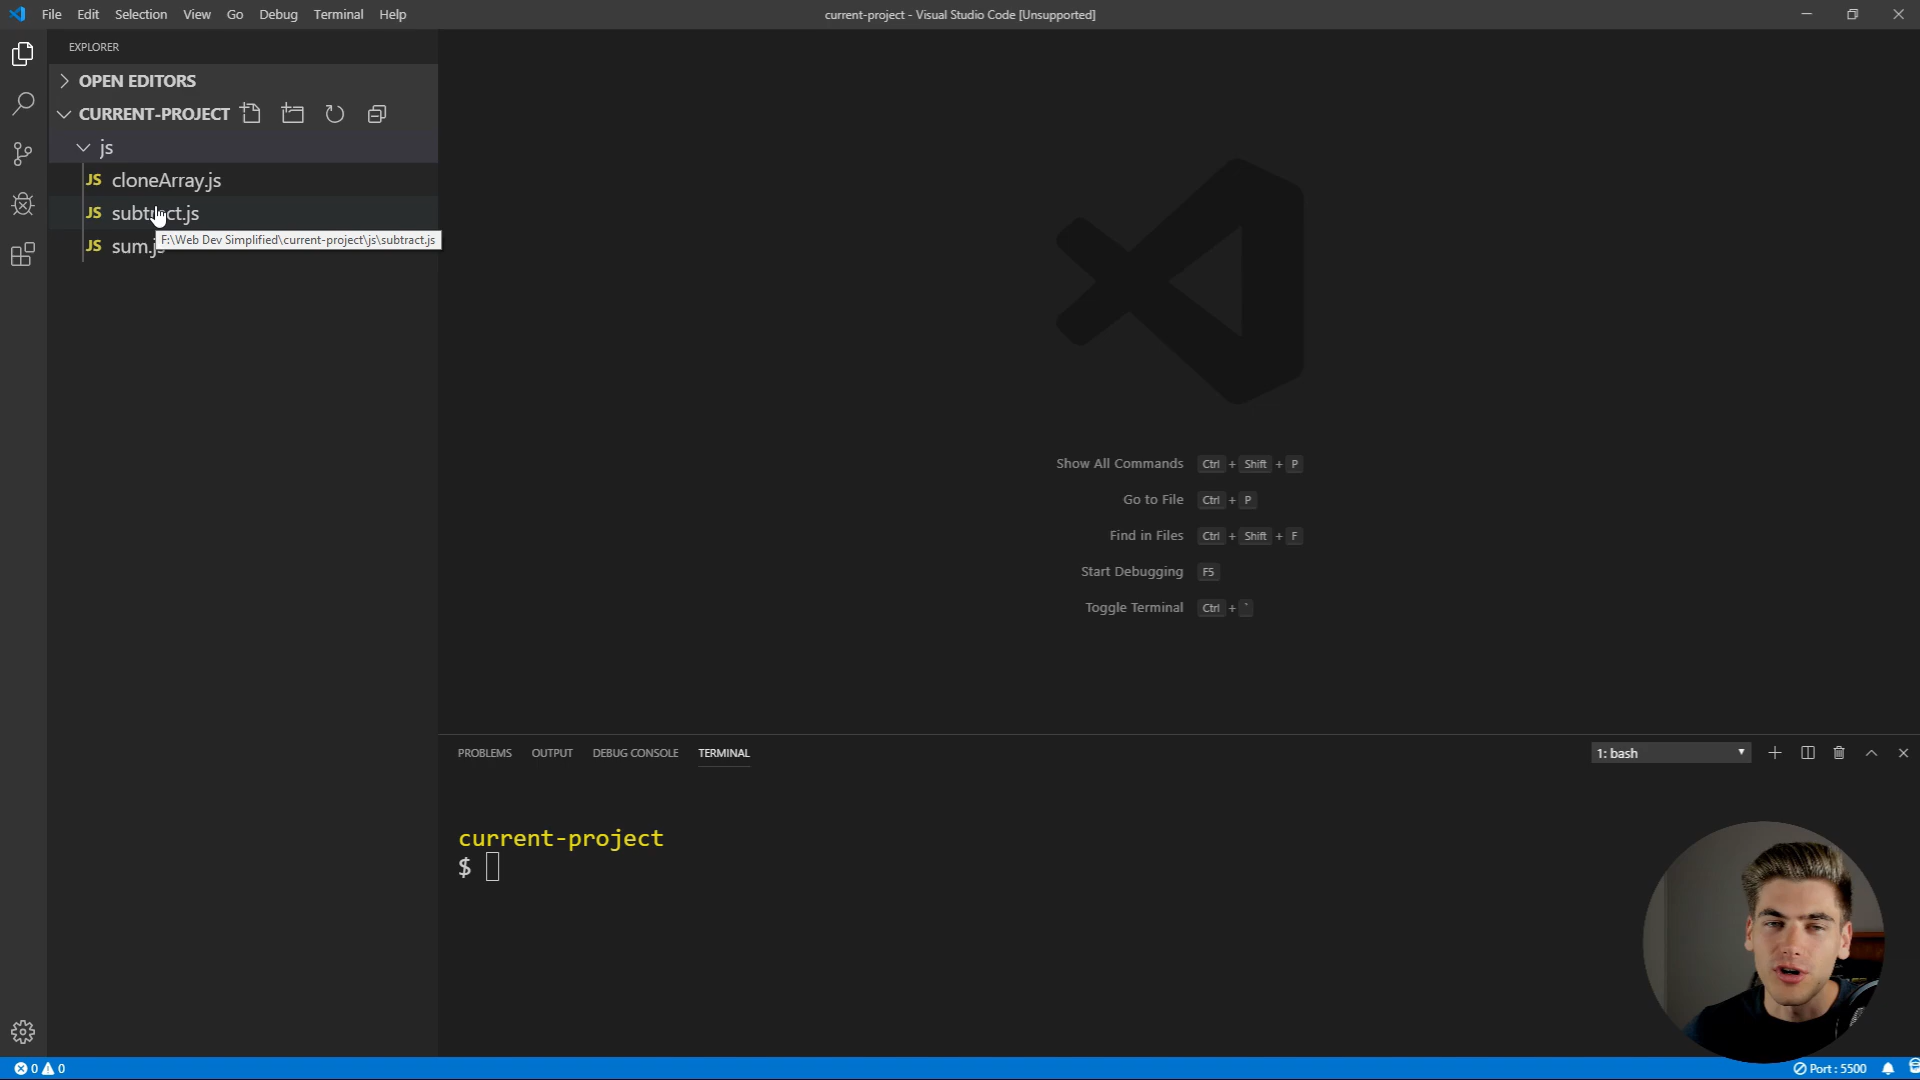 File Edit Selection View Go Debug Terminal Help
current-project - Visual Studio Code [Unsupported]
EXPLORER
OPEN EDITORS
CURRENT-PROJECT
js
JS cloneArray.js
JS subtract.js
F:\Web Dev Simplified\current-project\js\subtract.js
JS sum.js
Show All Commands Ctrl + Shift + P
Go to File Ctrl + P
Find in Files Ctrl + Shift + F
Start Debugging F5
Toggle Terminal Ctrl + `
PROBLEMS OUTPUT DEBUG CONSOLE TERMINAL
1: bash
current-project
$
0 0
Port : 5500